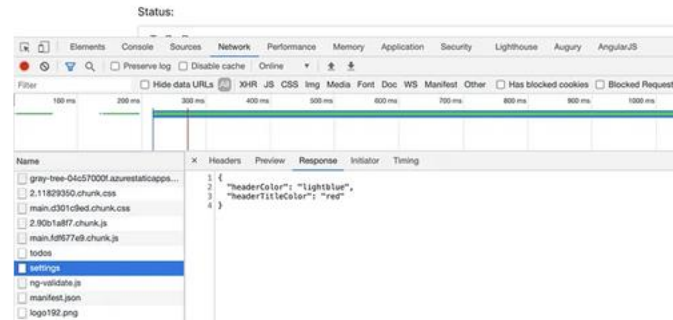 Status:
Elements Console Sources Network Performance Memory Application Security Lighthouse Augury AngularJS
Preserve log Disable cache Online
Filter Hide data URLs All XHR JS CSS Img Media Font Doc WS Manifest Other Has blocked cookies Blocked Request
100 ms 200 ms 300 ms 400 ms 500 ms 600 ms 700 ms 800 ms 900 ms 1000 ms
Name × Headers Preview Response Initiator Timing
gray-tree-04c57000f.azurestaticapps...
2.11829350.chunk.css
main.d301c9ed.chunk.css
2.90b1a8f7.chunk.js
main.fdf677e9.chunk.js
todos
settings
ng-validate.js
manifest.json
logo192.png
1 {
2 "headerColor": "lightblue",
3 "headerTitleColor": "red"
4 }